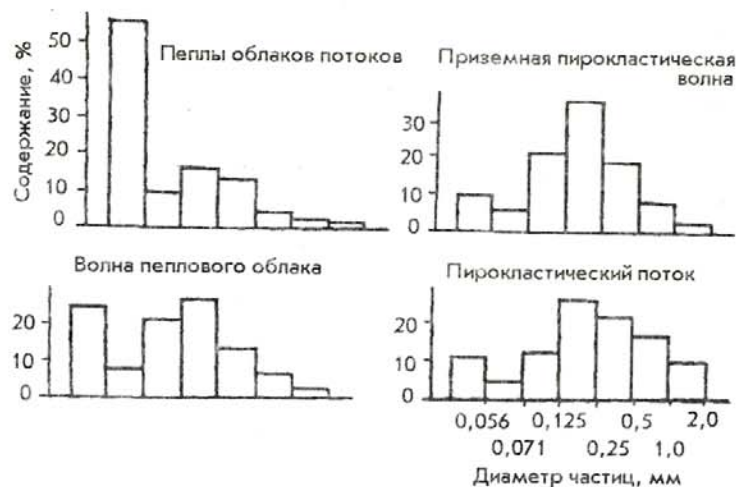 Содержание, %
50
40
30
20
10
0
Пеплы облаков потоков
Приземная пирокластическая
волна
30
20
10
0
Волна пеплового облака
20
10
0
Пирокластический поток
20
10
0
0,056 0,125 0,5 2,0
0,071 0,25 1,0
Диаметр частиц, мм